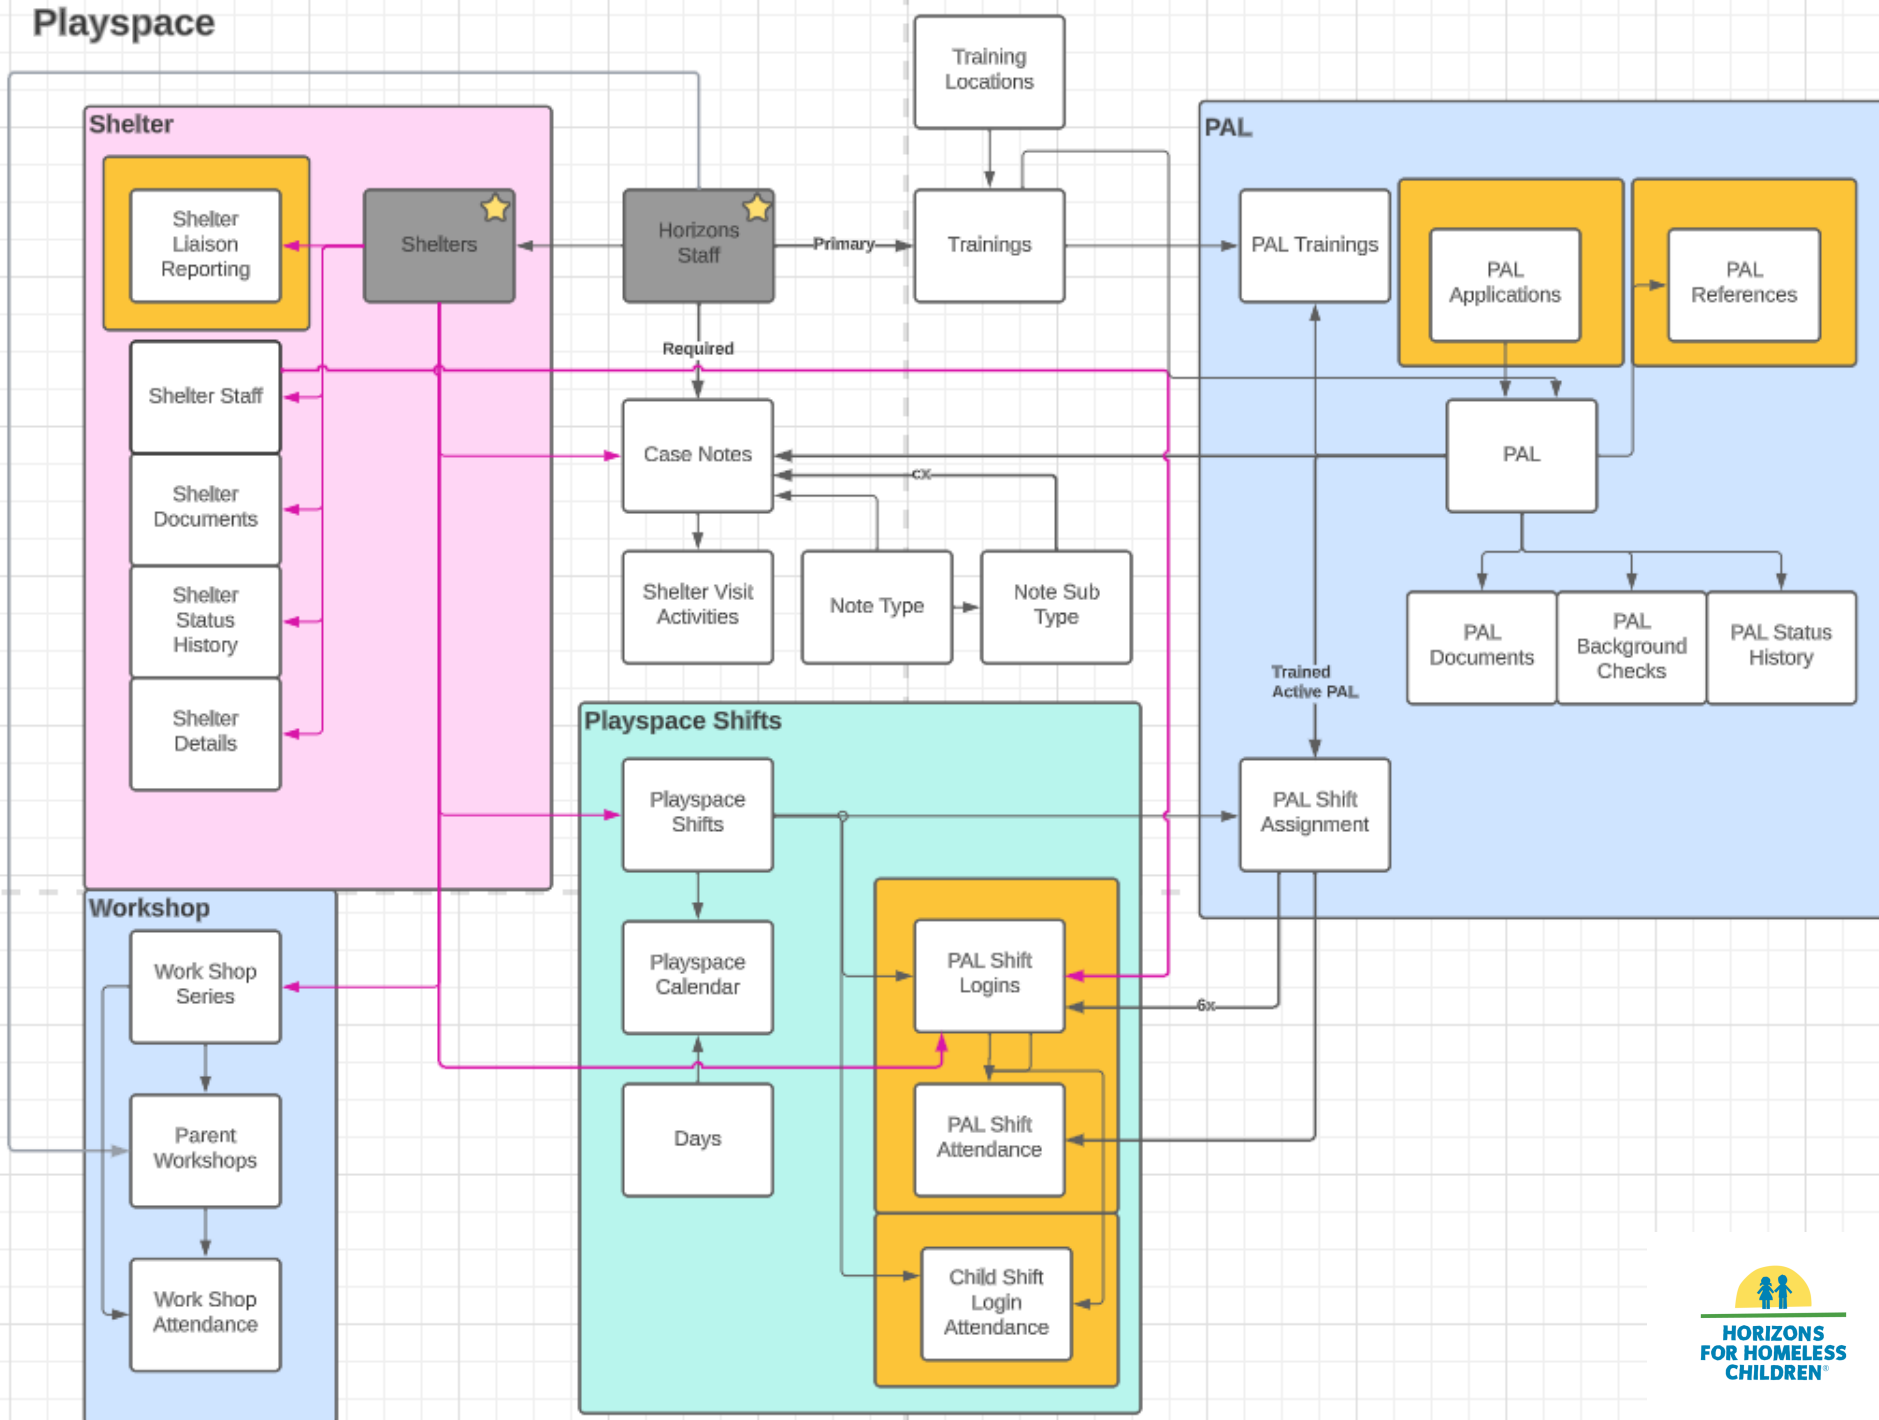 Playspace
Training
Locations
Shelter
PAL
Shelter
Liaison
Reporting
Shelters
Horizons
Staff
Primary
Trainings
PAL Trainings
PAL
Applications
PAL
References
Required
Shelter Staff
Case Notes
cx
PAL
Shelter
Documents
Shelter
Status
History
Shelter Visit
Activities
Note Type
Note Sub
Type
PAL
Documents
PAL
Background
Checks
PAL Status
History
Trained
Active PAL
Shelter
Details
Playspace Shifts
Playspace
Shifts
PAL Shift
Assignment
Workshop
Work Shop
Series
Playspace
Calendar
PAL Shift
Logins
6x
Parent
Workshops
Days
PAL Shift
Attendance
Work Shop
Attendance
Child Shift
Login
Attendance
HORIZONS
FOR HOMELESS
CHILDREN®